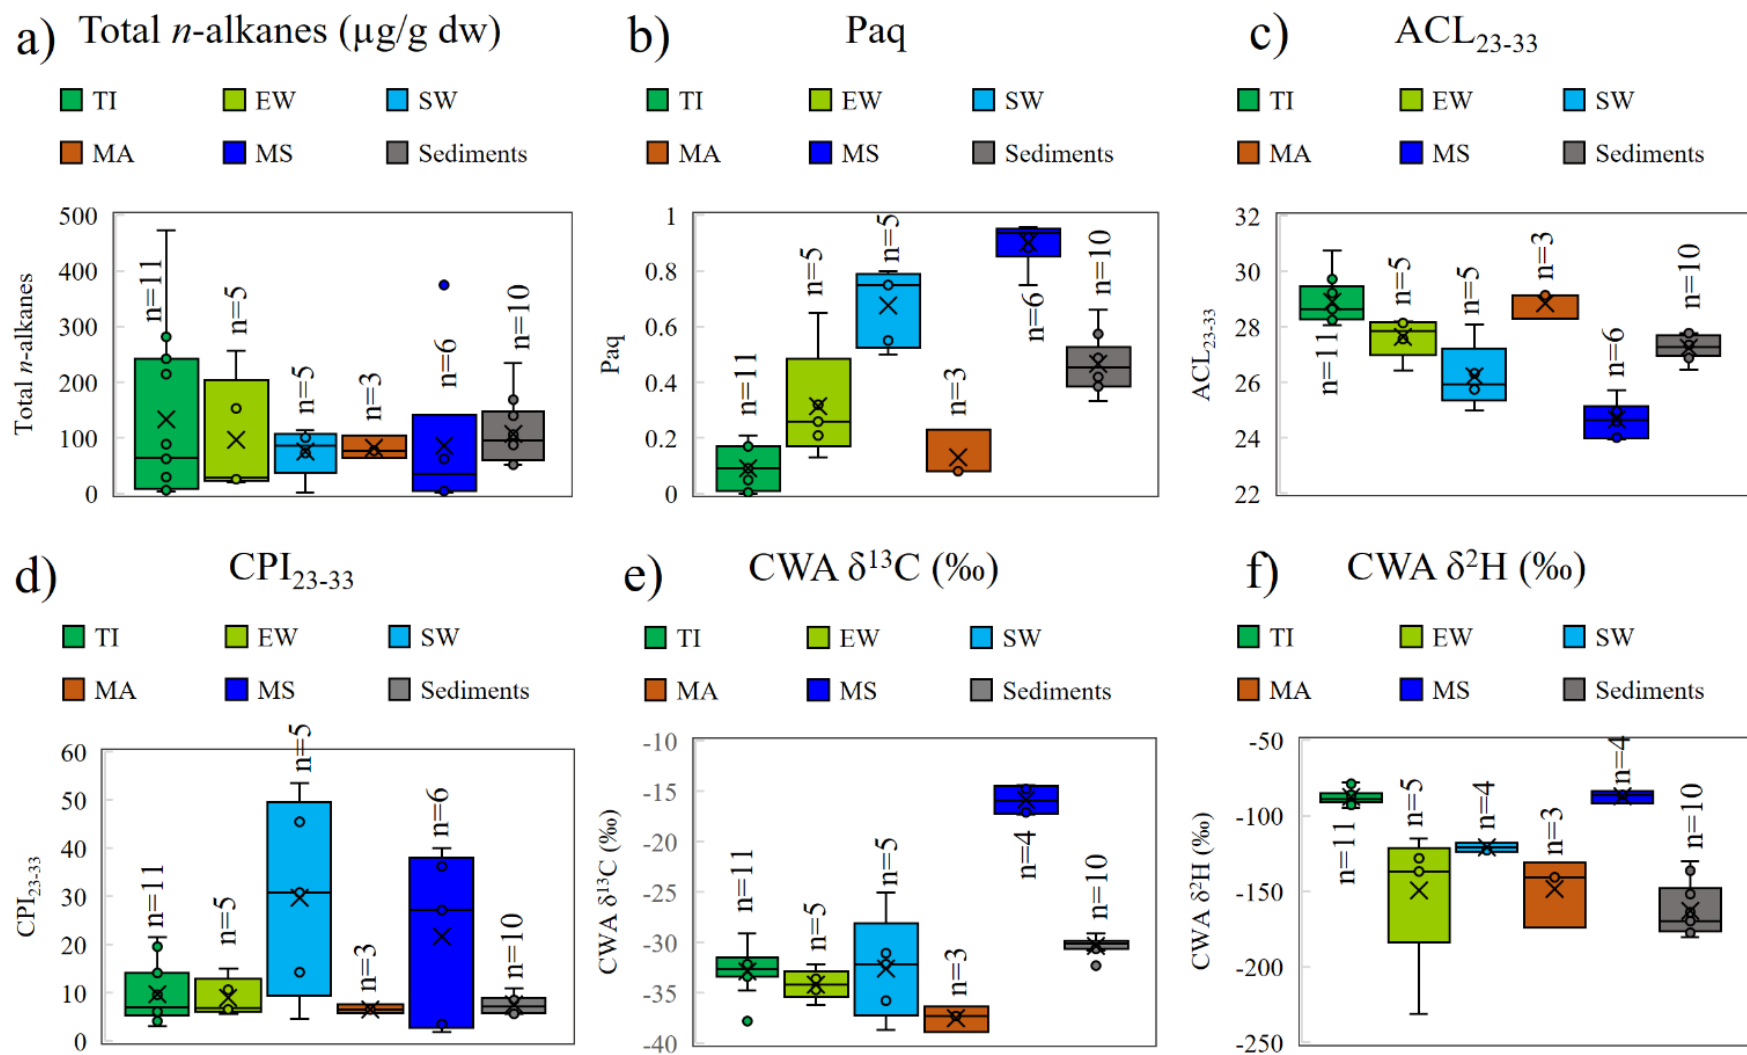 a) Total n-alkanes (µg/g dw)
TI EW SW
MA MS Sediments
Total n-alkanes
500
400
300
200
100
0
n=11
n=5
n=5
n=3
n=6
n=10
b) Paq
TI EW SW
MA MS Sediments
Paq
1
0.8
0.6
0.4
0.2
0
n=11
n=5
n=5
n=3
n=6
n=10
c) ACL23-33
TI EW SW
MA MS Sediments
ACL23-33
32
30
28
26
24
22
n=11
n=5
n=5
n=3
n=6
n=10
d) CPI23-33
TI EW SW
MA MS Sediments
CPI23-33
60
50
40
30
20
10
0
n=11
n=5
n=5
n=3
n=6
n=10
e) CWA δ13C (‰)
TI EW SW
MA MS Sediments
CWA δ13C (‰)
-10
-15
-20
-25
-30
-35
-40
n=11
n=5
n=5
n=3
n=4
n=10
f) CWA δ2H (‰)
TI EW SW
MA MS Sediments
CWA δ2H (‰)
-50
-100
-150
-200
-250
n=11
n=5
n=4
n=3
n=4
n=10